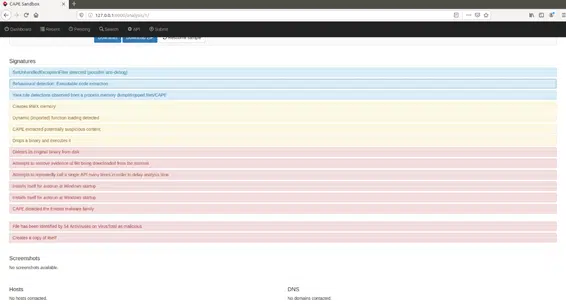 CAPE Sandbox
127.0.0.1:8000/analysis/17
Dashboard Recent Pending Search API Submit
Signatures
SetUnhandledExceptionFilter detected (possible anti-debug)
Behavioural detection: Executable code extraction
Yara rule detections observed from a process memory dump/dropped files/CAPE
Creates RWX memory
Dynamic (imported) function loading detected
CAPE extracted potentially suspicious content
Drops a binary and executes it
Deletes its original binary from disk
Attempts to remove evidence of file being downloaded from the Internet
Attempts to repeatedly call a single API many times in order to delay analysis time
Installs itself for autorun at Windows startup
Installs itself for autorun at Windows startup
CAPE detected the malware family
File has been identified by Antiviruses on VirusTotal as malicious
Creates a copy of itself
Screenshots
No screenshots available.
Hosts
No hosts contacted.
DNS
No domains contacted.